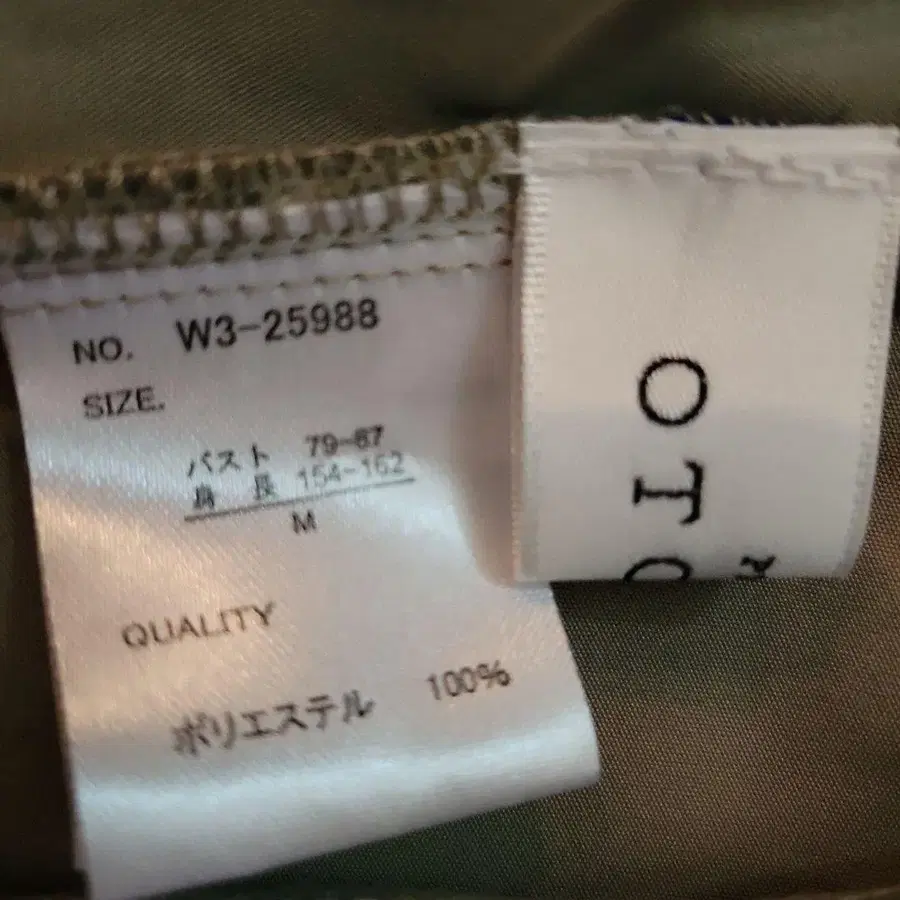 NO. W3-25988
SIZE.
バスト 79-87
身長 154-162
M
QUALITY
ポリエステル 100%
OTO